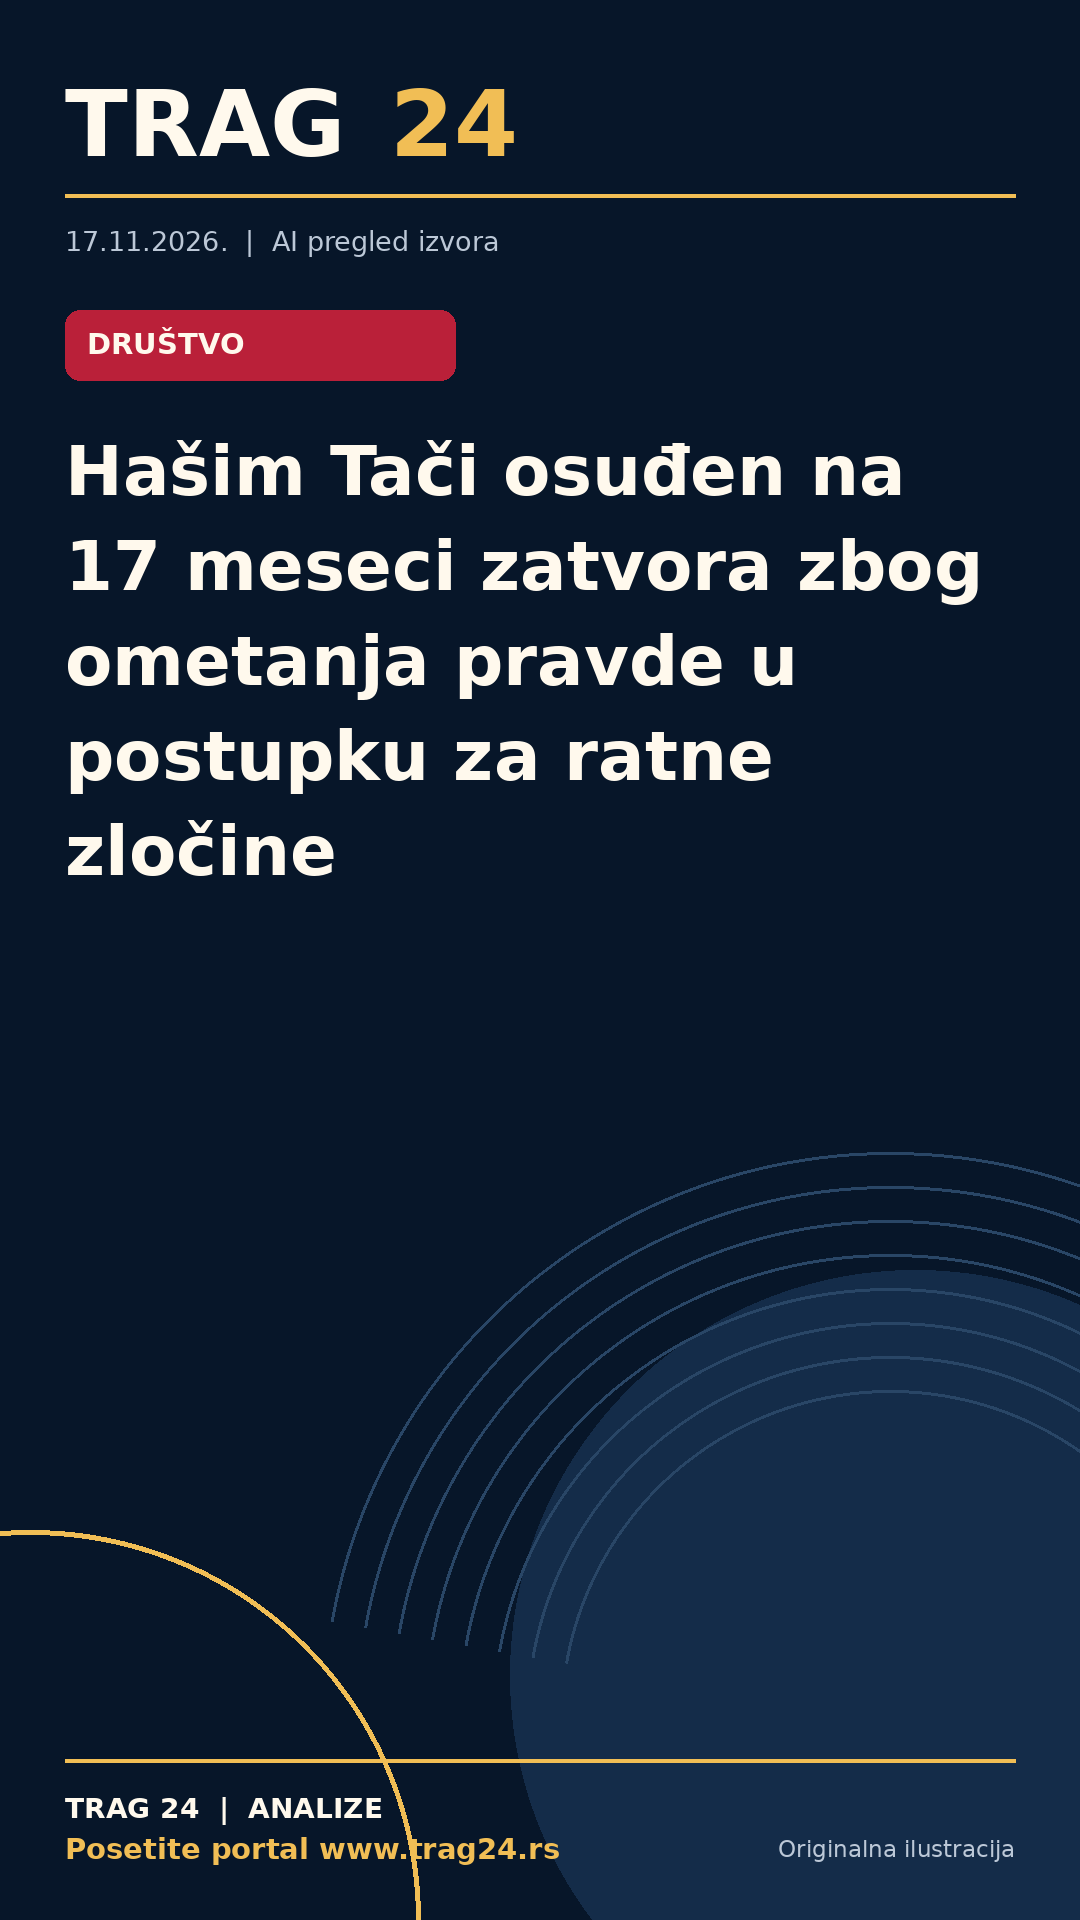 TRAG 24
17.11.2026. | AI pregled izvora
DRUŠTVO
Hašim Tači osuđen na
17 meseci zatvora zbog
ometanja pravde u
postupku za ratne
zločine
TRAG 24 | ANALIZE
Posetite portal www.trag24.rs
Originalna ilustracija